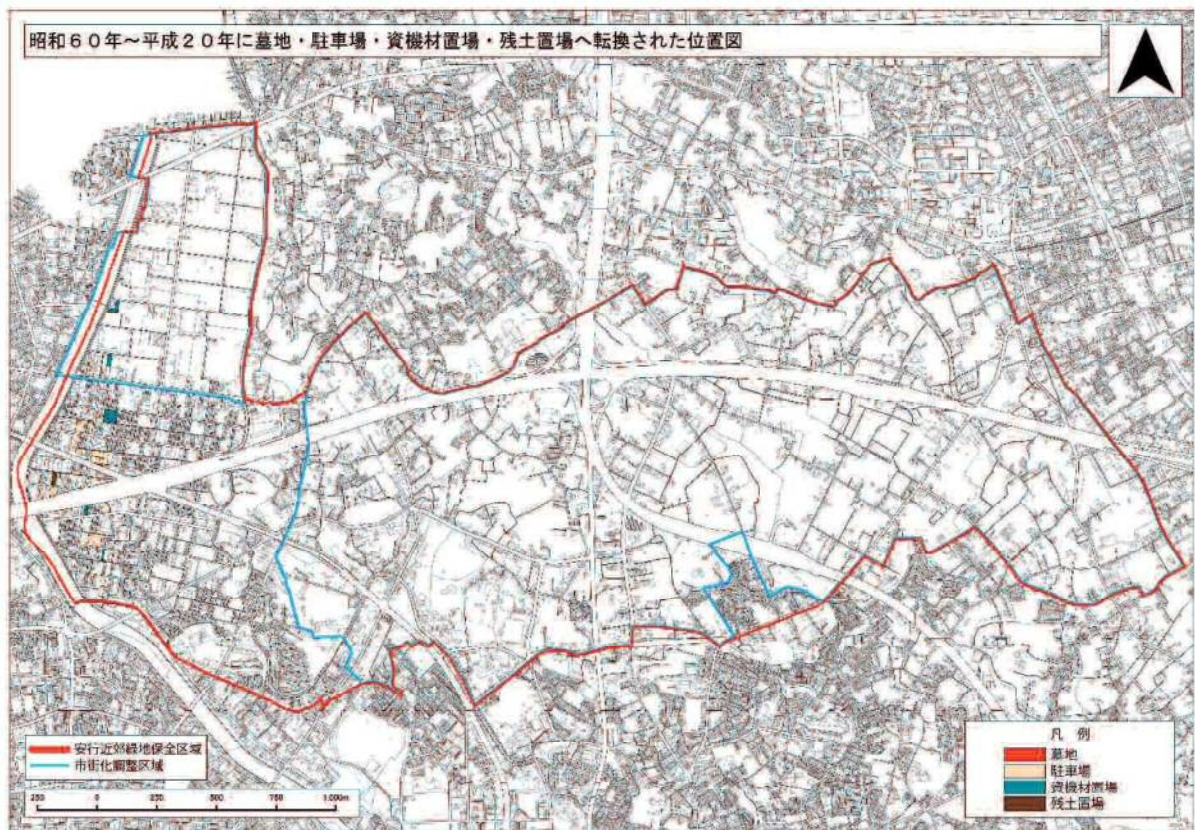 昭和60年～平成20年に墓地・駐車場・資機材置場・残土置場へ転換された位置図
安行近郊緑地保全区域
市街化調整区域
250 0 250 500 750 1,000m
凡 例
墓地
駐車場
資機材置場
残土置場